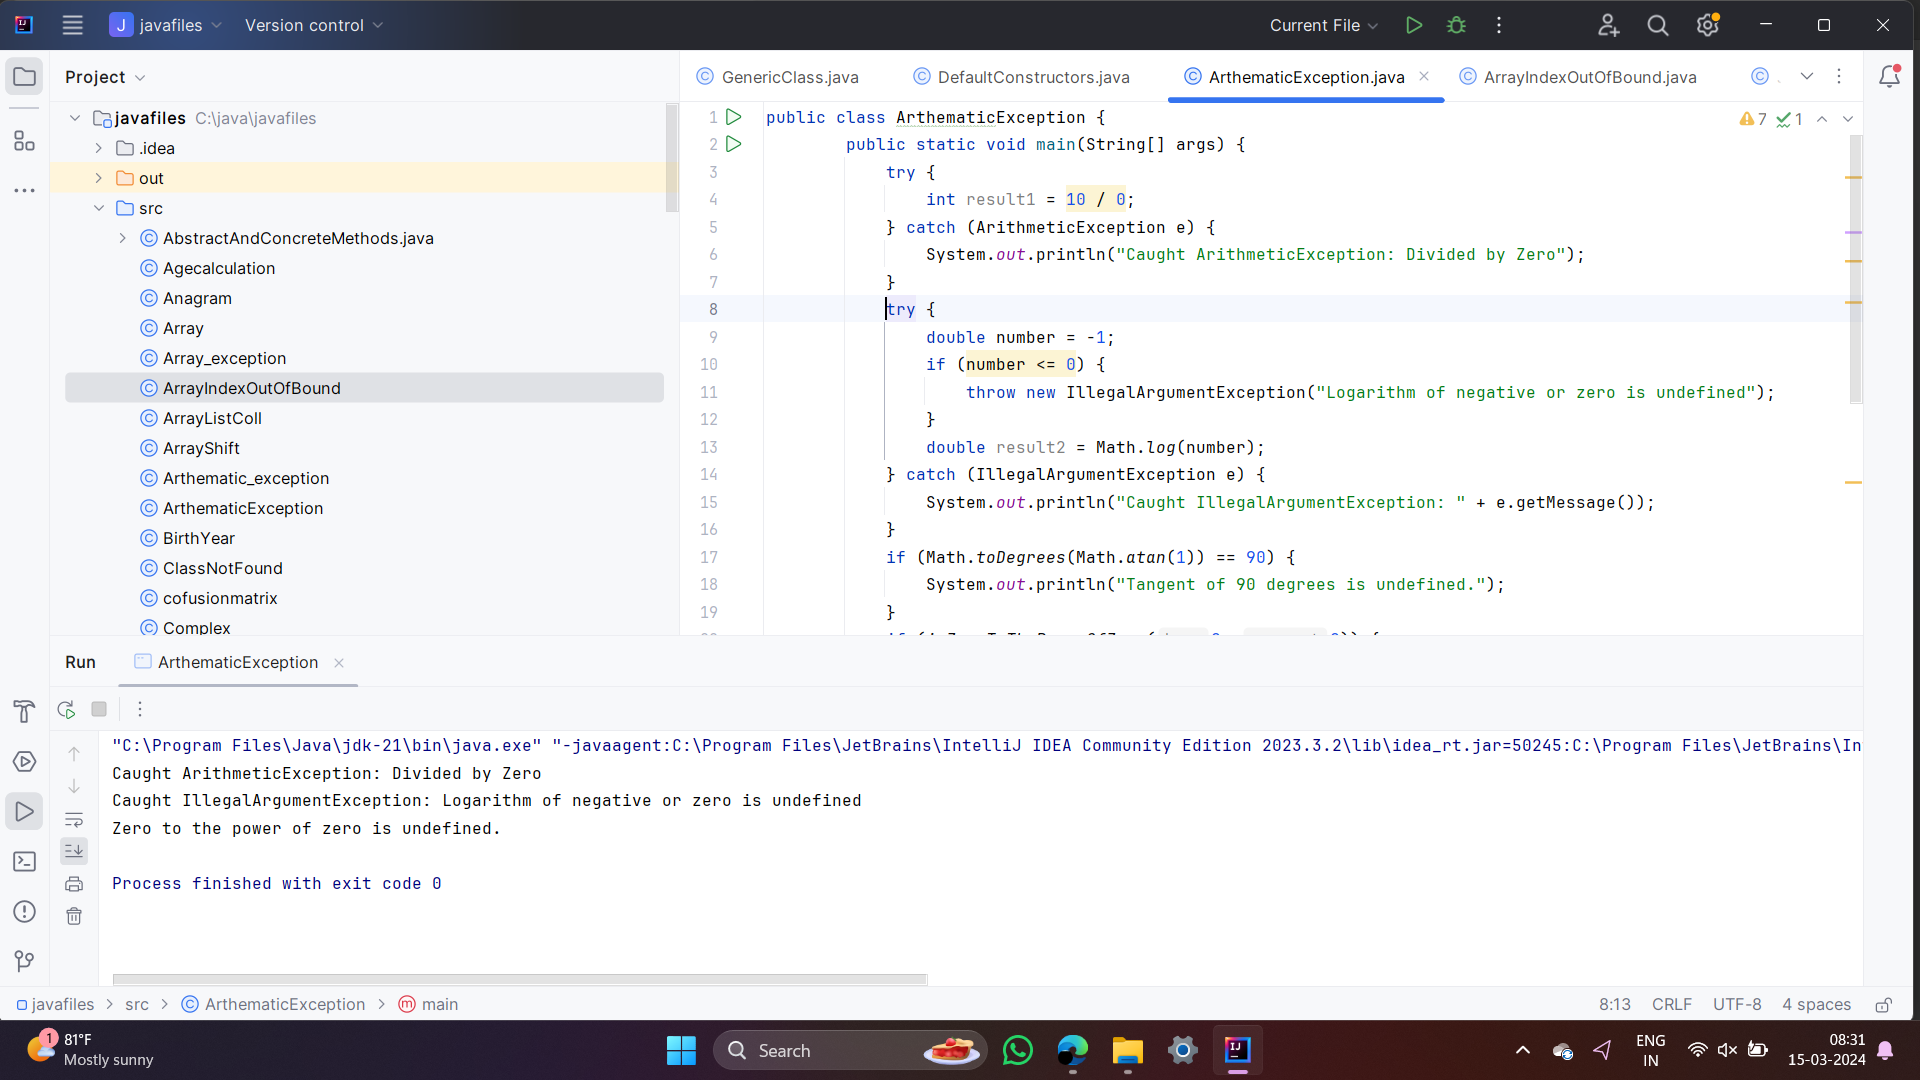 J javafiles Version control Current File
Project
javafiles C:\java\javafiles
.idea
out
src
AbstractAndConcreteMethods.java
Agecalculation
Anagram
Array
Array_exception
ArrayIndexOutOfBound
ArrayListColl
ArrayShift
Arthematic_exception
ArthematicException
BirthYear
ClassNotFound
cofusionmatrix
Complex
GenericClass.java DefaultConstructors.java ArthematicException.java ArrayIndexOutOfBound.java
7 1
1 public class ArthematicException {
2 public static void main(String[] args) {
3 try {
4 int result1 = 10 / 0;
5 } catch (ArithmeticException e) {
6 System.out.println("Caught ArithmeticException: Divided by Zero");
7 }
8 try {
9 double number = -1;
10 if (number <= 0) {
11 throw new IllegalArgumentException("Logarithm of negative or zero is undefined");
12 }
13 double result2 = Math.log(number);
14 } catch (IllegalArgumentException e) {
15 System.out.println("Caught IllegalArgumentException: " + e.getMessage());
16 }
17 if (Math.toDegrees(Math.atan(1)) == 90) {
18 System.out.println("Tangent of 90 degrees is undefined.");
19 }
Run ArthematicException
"C:\Program Files\Java\jdk-21\bin\java.exe" "-javaagent:C:\Program Files\JetBrains\IntelliJ IDEA Community Edition 2023.3.2\lib\idea_rt.jar=50245:C:\Program Files\JetBrains\In
Caught ArithmeticException: Divided by Zero
Caught IllegalArgumentException: Logarithm of negative or zero is undefined
Zero to the power of zero is undefined.
Process finished with exit code 0
javafiles > src > ArthematicException > main 8:13 CRLF UTF-8 4 spaces
1 81°F
Mostly sunny
Search
ENG
IN
08:31
15-03-2024